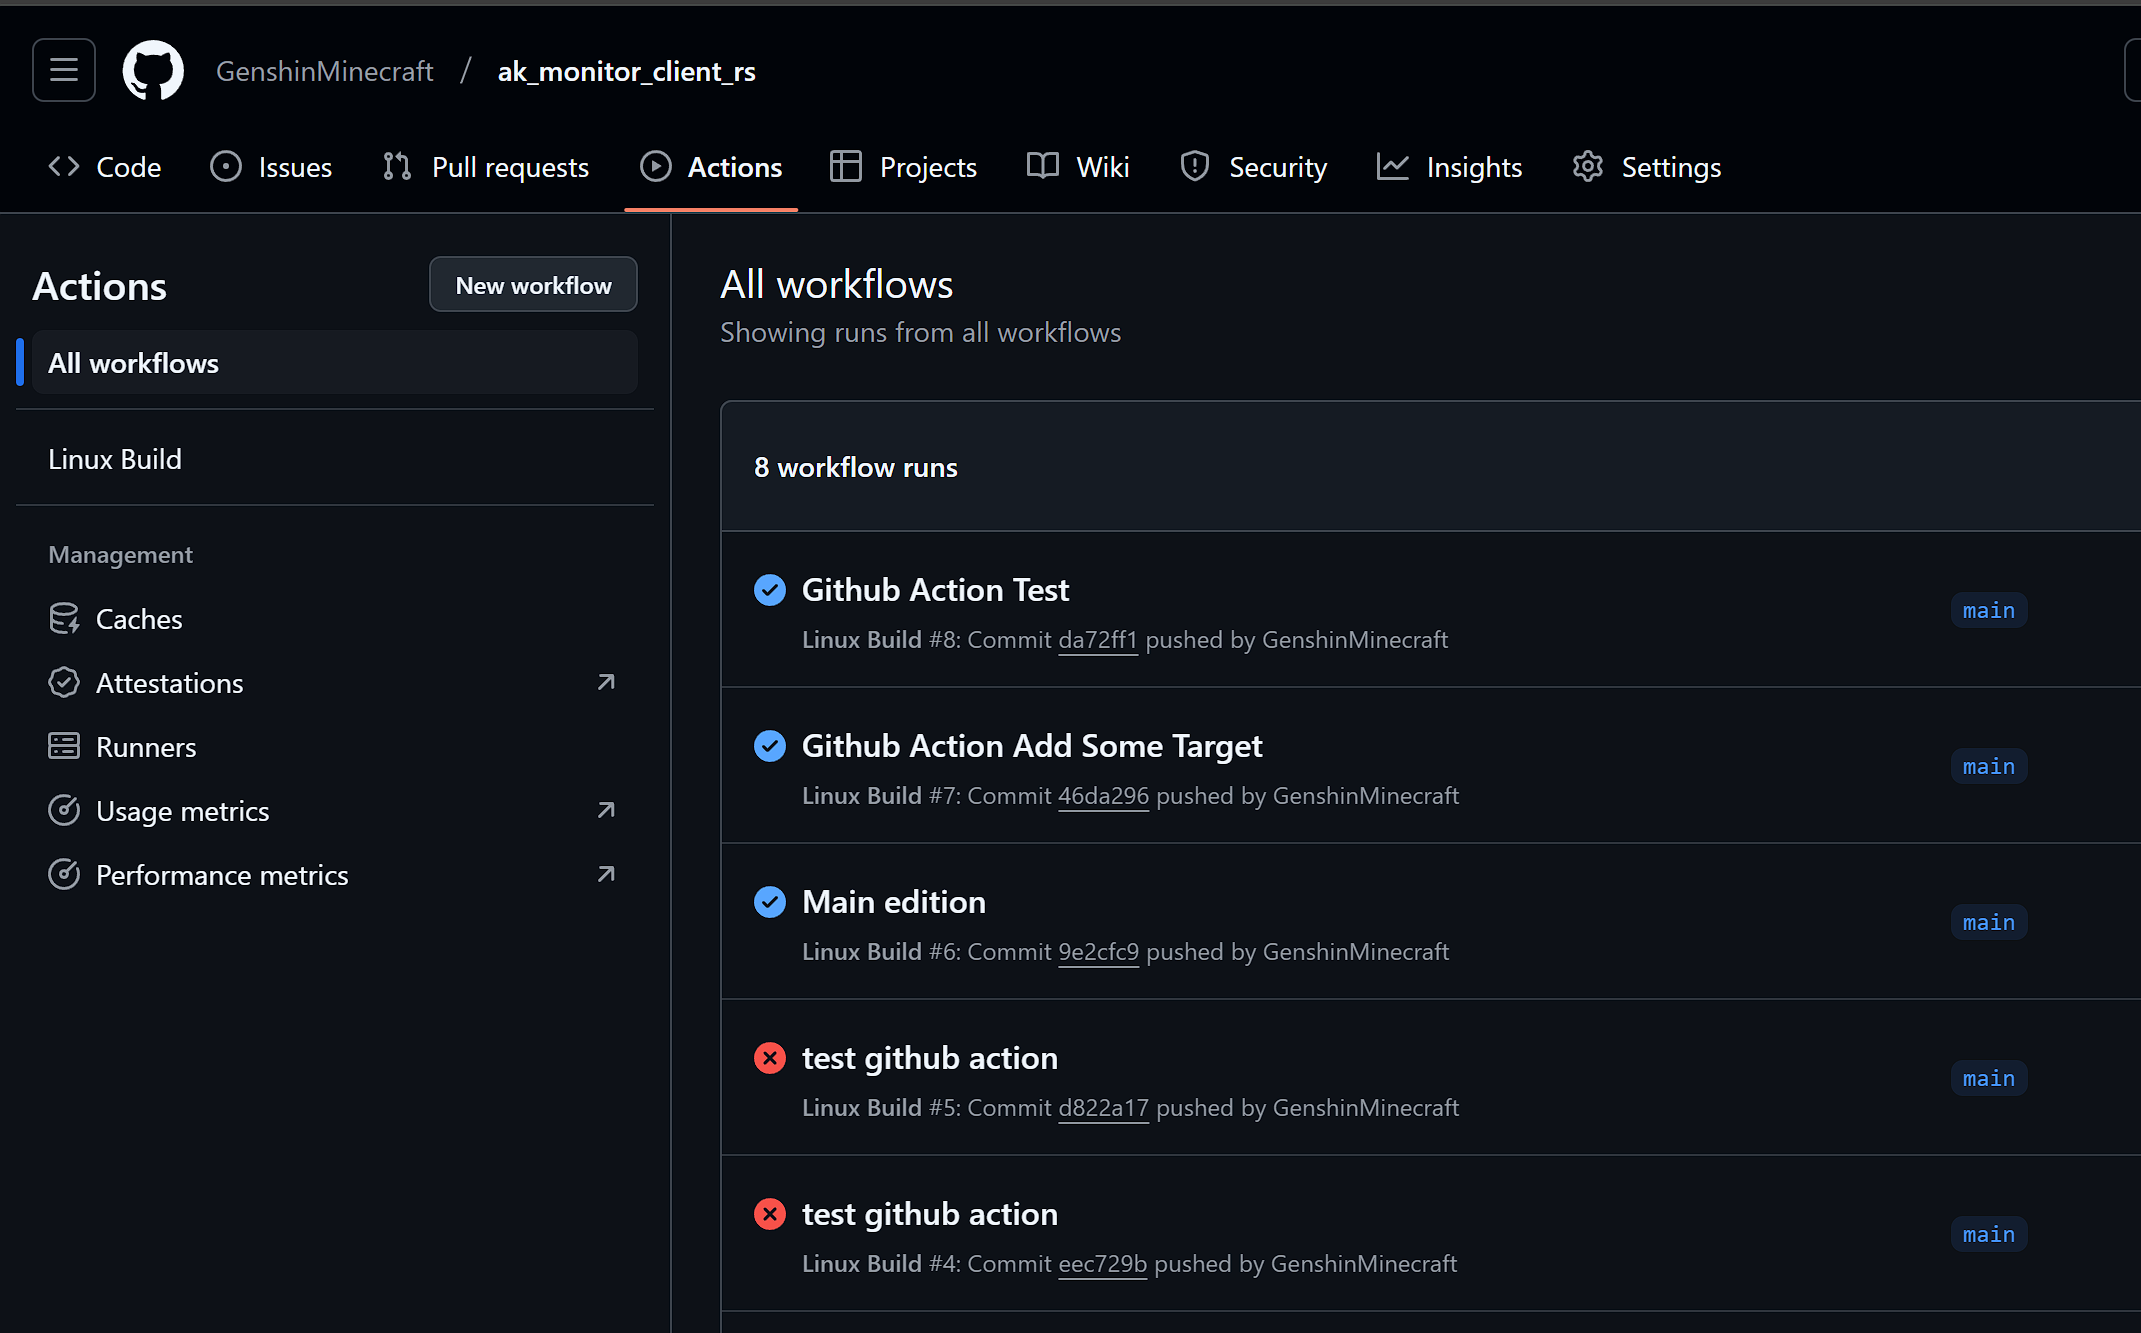 GenshinMinecraft / ak_monitor_client_rs
Code Issues Pull requests Actions Projects Wiki Security Insights Settings
Actions
New workflow
All workflows
Linux Build
Management
Caches
Attestations
Runners
Usage metrics
Performance metrics
All workflows
Showing runs from all workflows
8 workflow runs
Github Action Test
main
Linux Build #8: Commit da72ff1 pushed by GenshinMinecraft
Github Action Add Some Target
main
Linux Build #7: Commit 46da296 pushed by GenshinMinecraft
Main edition
main
Linux Build #6: Commit 9e2cfc9 pushed by GenshinMinecraft
test github action
main
Linux Build #5: Commit d822a17 pushed by GenshinMinecraft
test github action
main
Linux Build #4: Commit eec729b pushed by GenshinMinecraft